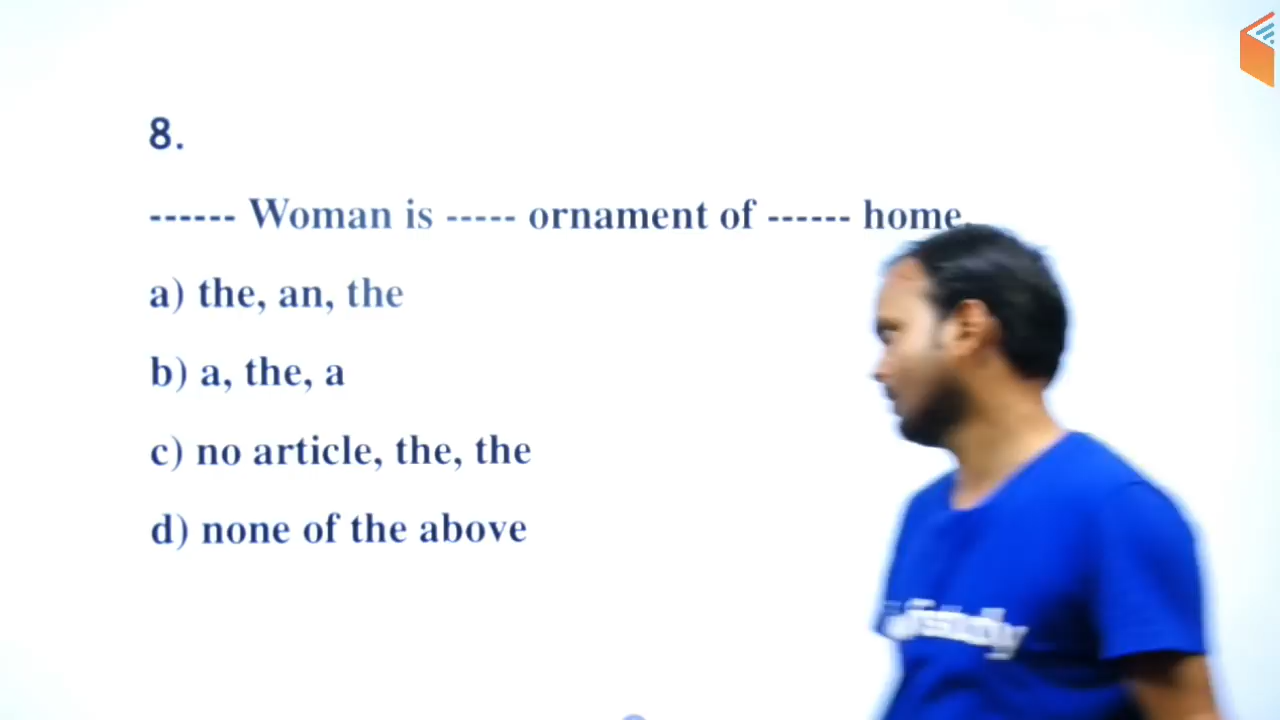 8.
------ Woman is ----- ornament of ------ home.
a) the, an, the
b) a, the, a
c) no article, the, the
d) none of the above